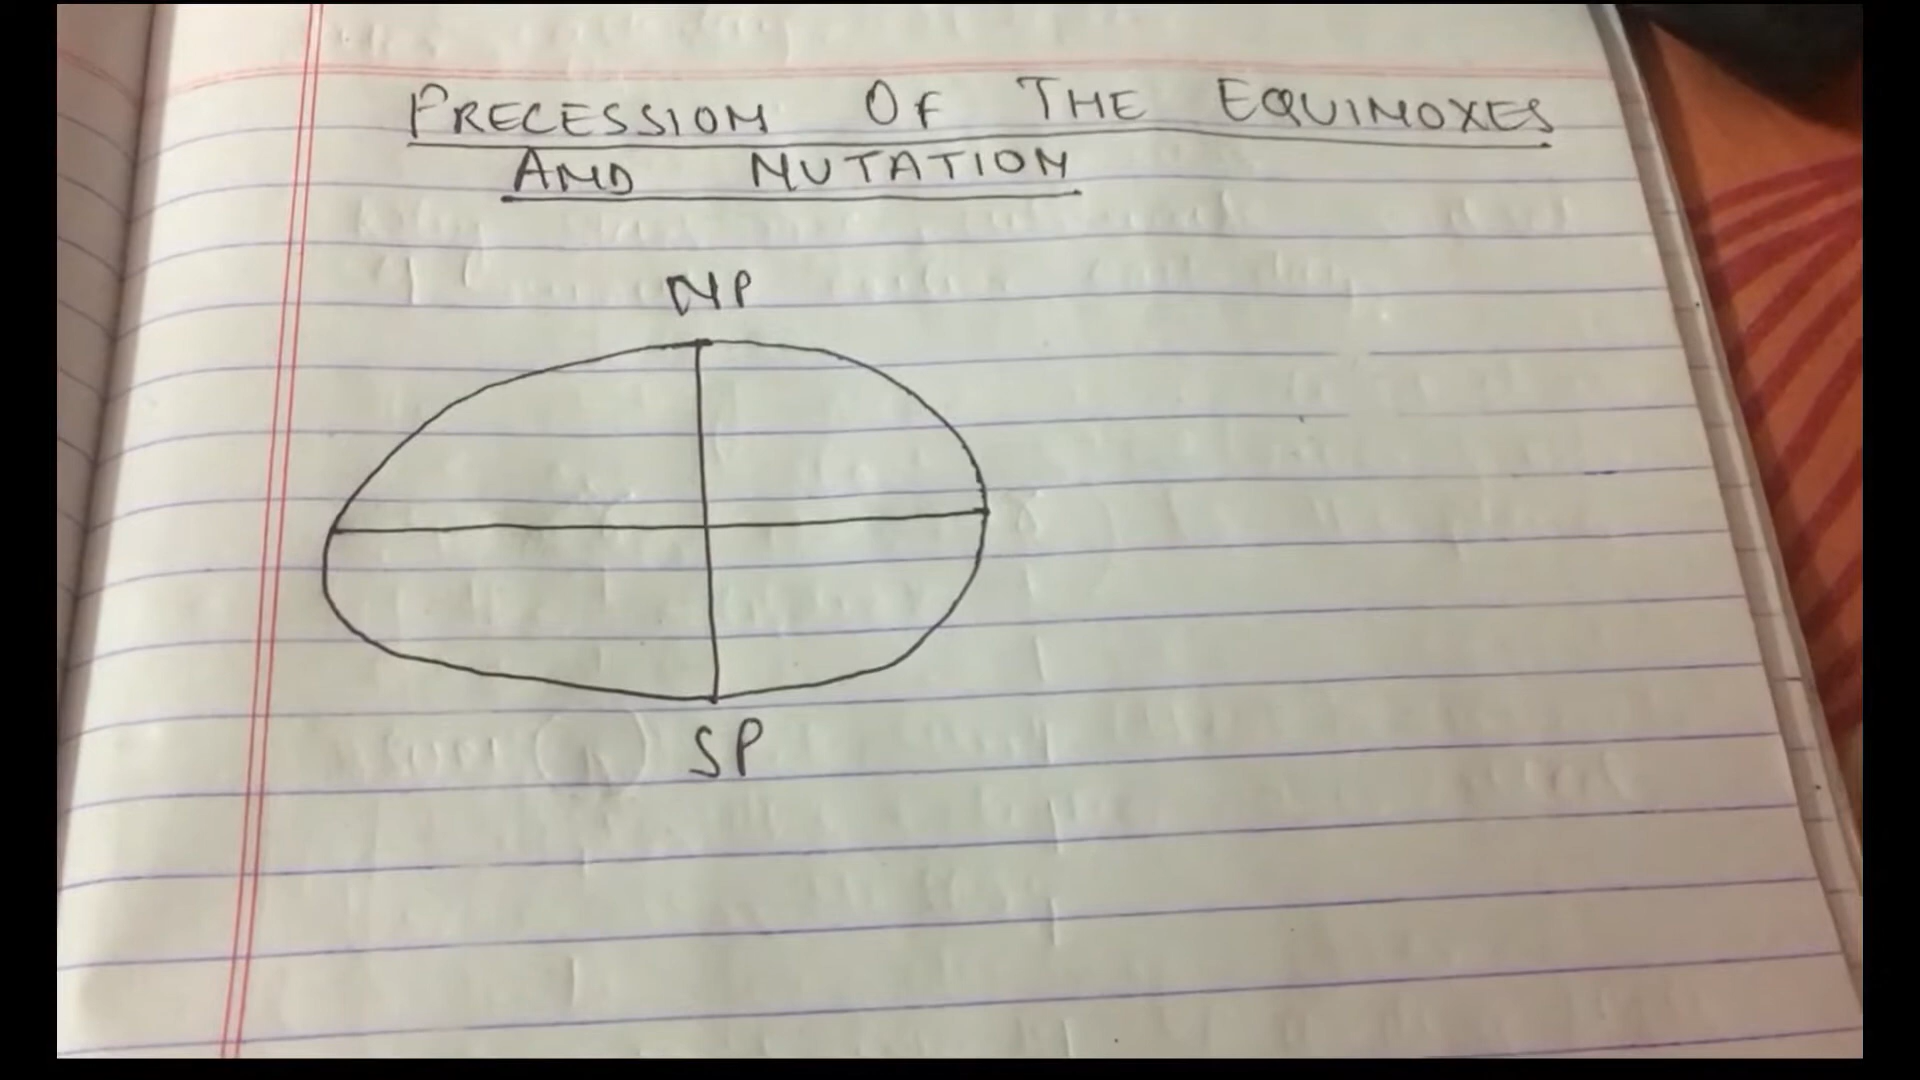 PRECESSION OF THE EQUINOXES
AND NUTATION
NP
SP